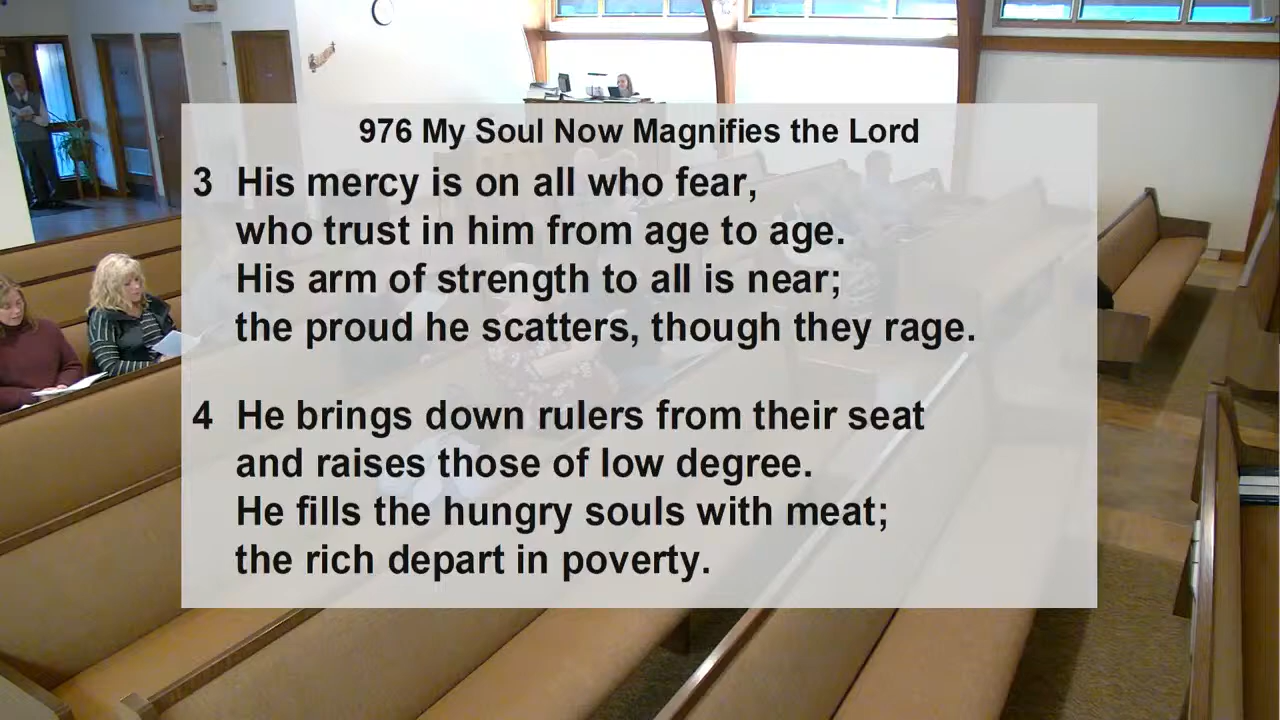 976 My Soul Now Magnifies the Lord
3 His mercy is on all who fear,
who trust in him from age to age.
His arm of strength to all is near;
the proud he scatters, though they rage.
4 He brings down rulers from their seat
and raises those of low degree.
He fills the hungry souls with meat;
the rich depart in poverty.